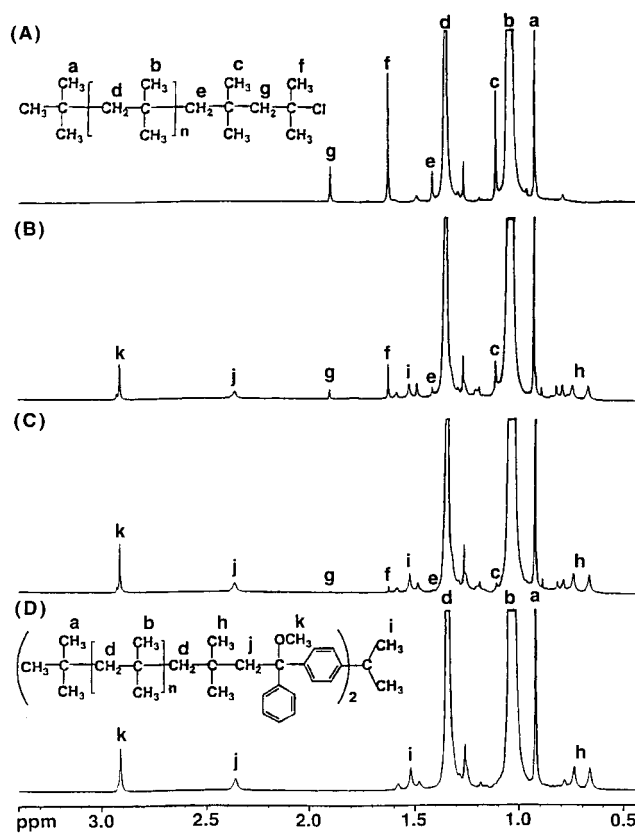 (A)
d b a
a b c f f c
CH₃ d CH₃ e CH₃ g CH₃
CH₃ CH₂ CH₂ CH₂ Cl
CH₃ CH₃ n CH₃ CH₃
g e
(B)
k j g f i e c h
(C)
k j g f i e c h
(D)
d b a
a b h k i
CH₃ d CH₃ d CH₃ j OCH₃ CH₃
CH₃ CH₂ CH₂ CH₂
CH₃ CH₃ n CH₃ 2 CH₃
k j i h
ppm 3.0 2.5 2.0 1.5 1.0 0.5